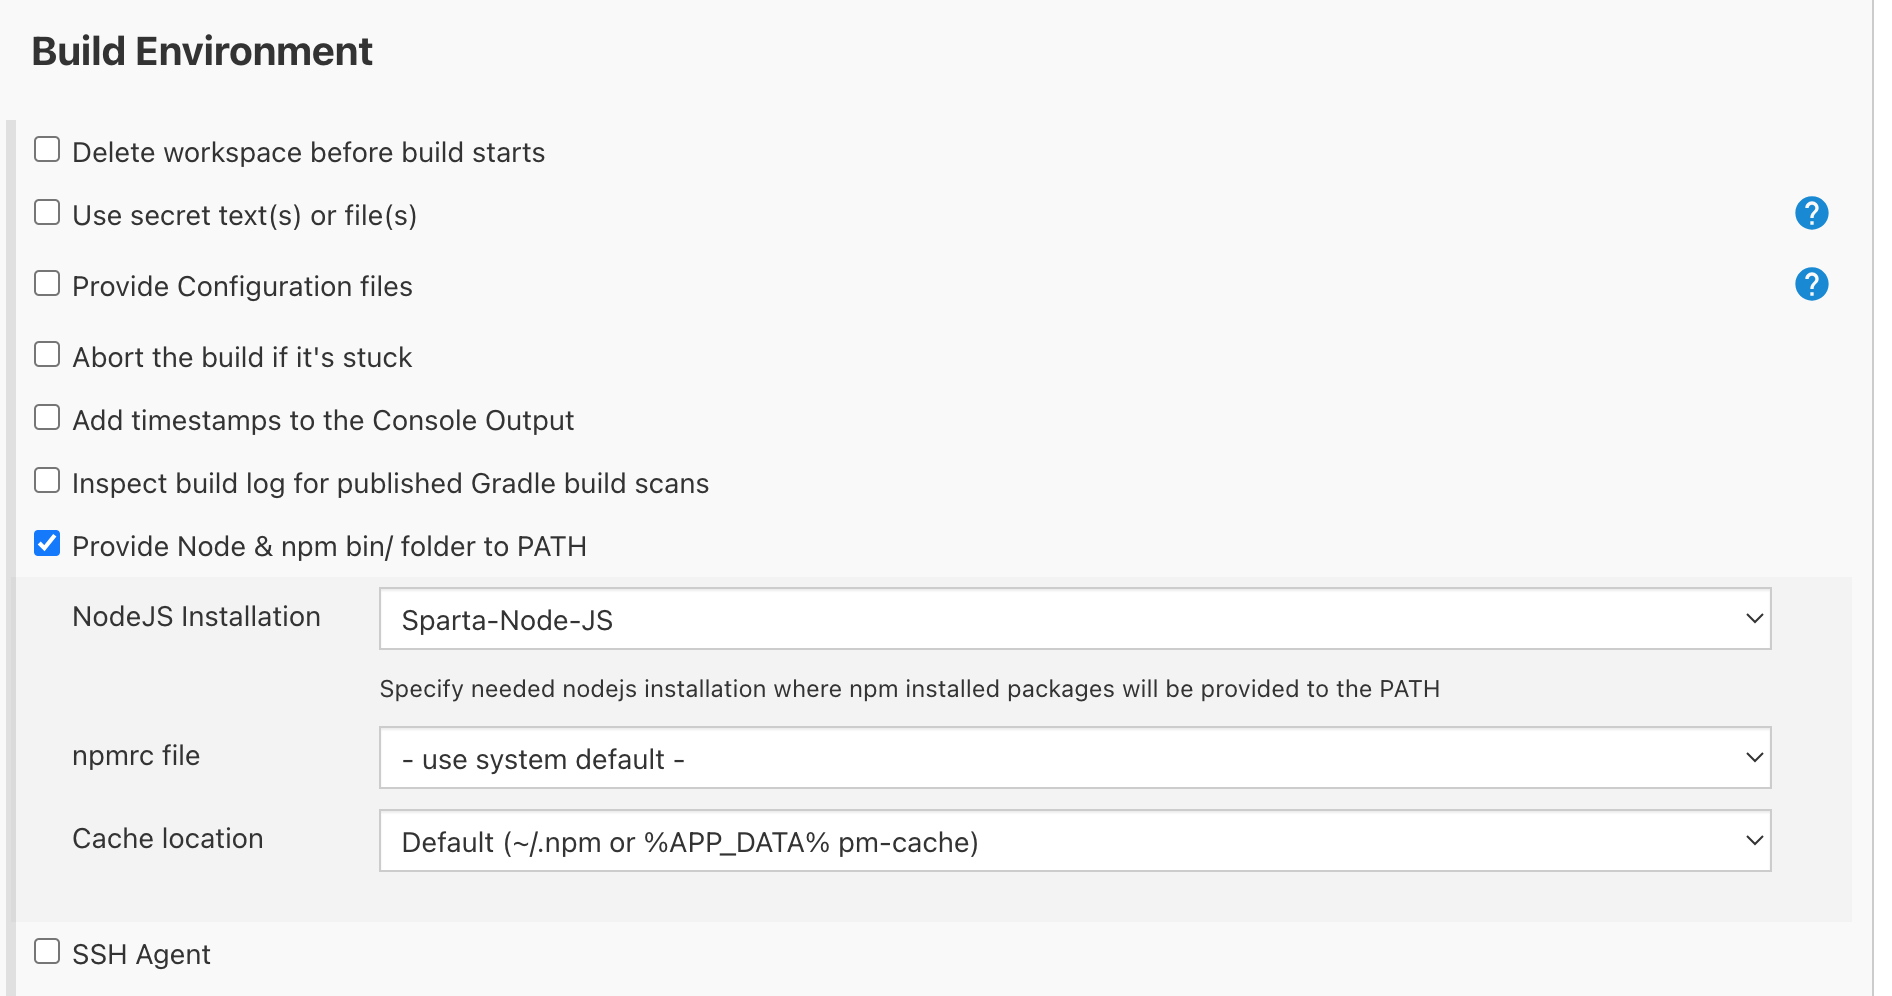 Build Environment
Delete workspace before build starts
Use secret text(s) or file(s)
?
Provide Configuration files
?
Abort the build if it's stuck
Add timestamps to the Console Output
Inspect build log for published Gradle build scans
Provide Node & npm bin/ folder to PATH
NodeJS Installation
Sparta-Node-JS
Specify needed nodejs installation where npm installed packages will be provided to the PATH
npmrc file
- use system default -
Cache location
Default (~/.npm or %APP_DATA% pm-cache)
SSH Agent